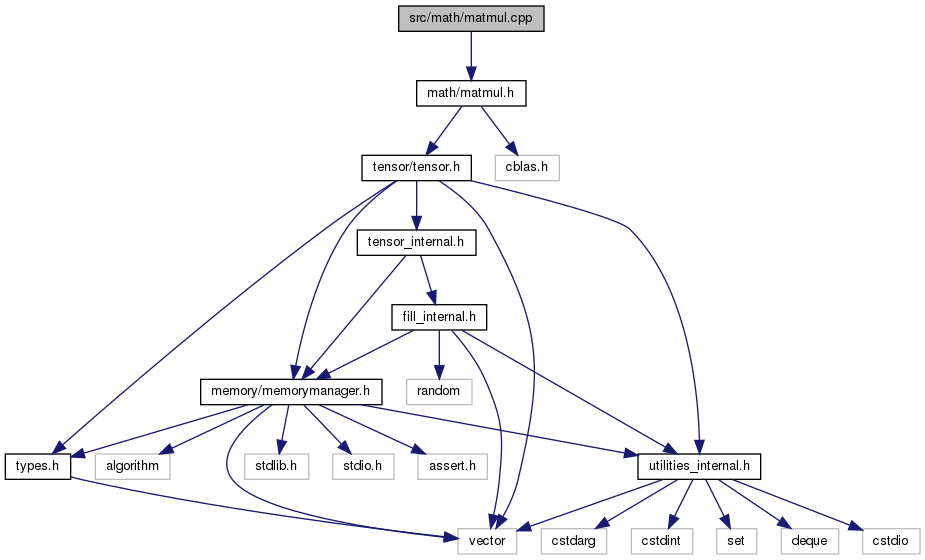 src/math/matmul.cpp
math/matmul.h
tensor/tensor.h
cblas.h
tensor_internal.h
fill_internal.h
memory/memorymanager.h
random
types.h
algorithm
stdlib.h
stdio.h
assert.h
utilities_internal.h
vector
cstdarg
cstdint
set
deque
cstdio